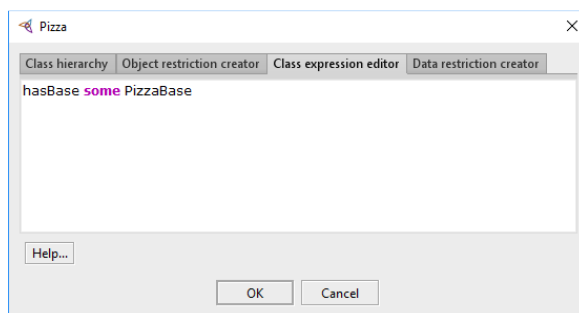 Pizza
Class hierarchy Object restriction creator Class expression editor Data restriction creator
hasBase some PizzaBase
Help...
OK Cancel